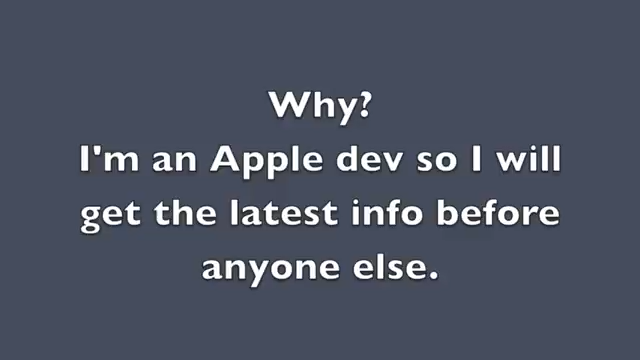 Why?
I'm an Apple dev so I will
get the latest info before
anyone else.